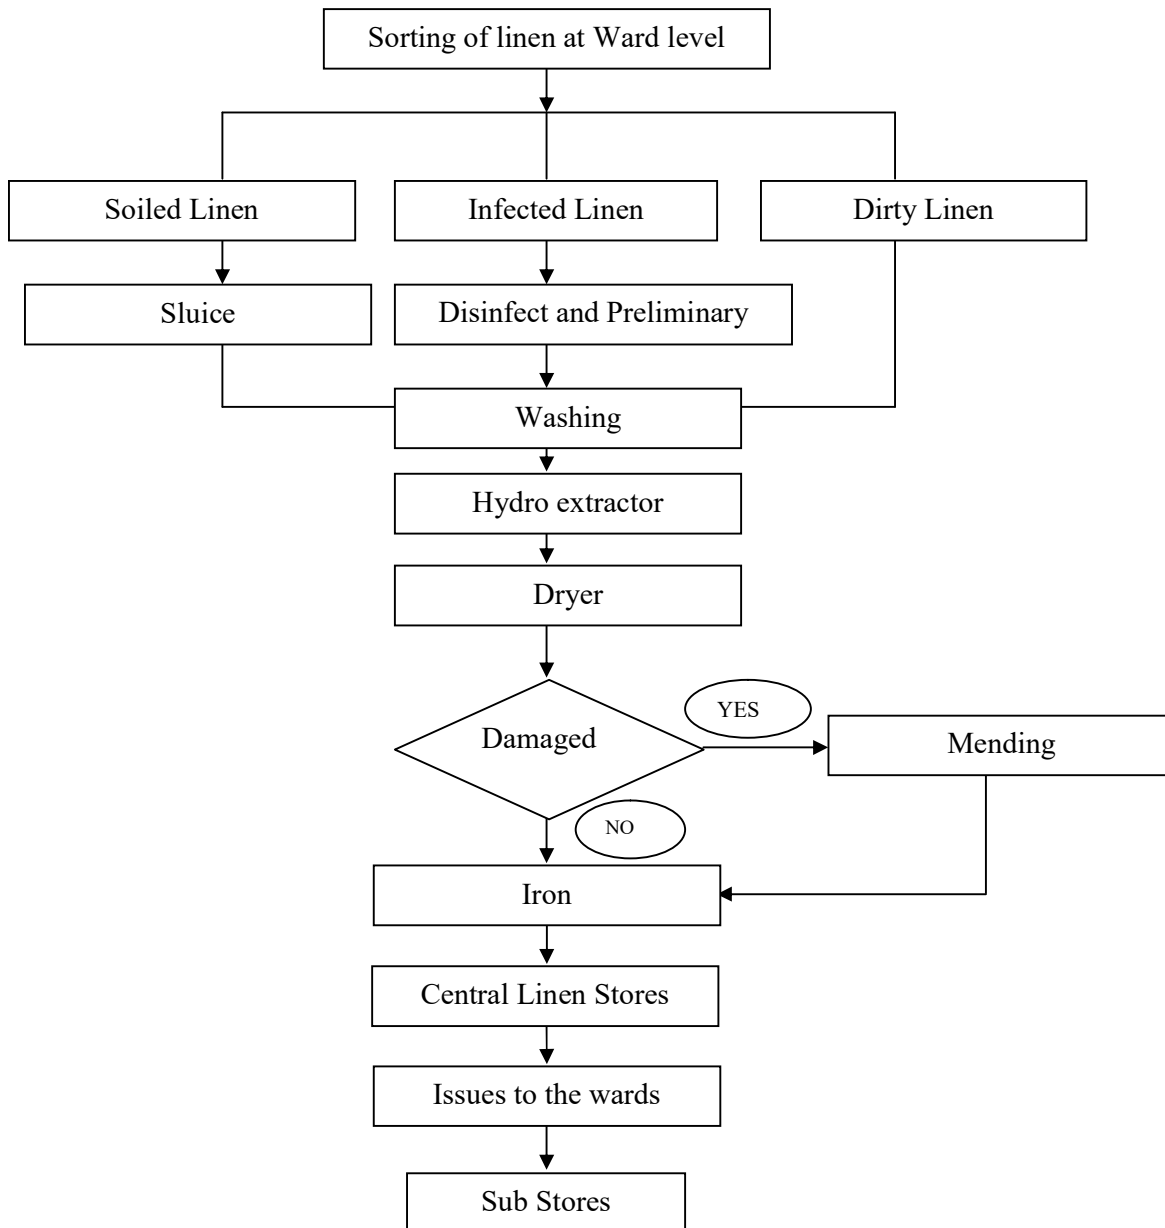 Sorting of linen at Ward level
Soiled Linen
Infected Linen
Dirty Linen
Sluice
Disinfect and Preliminary
Washing
Hydro extractor
Dryer
Damaged
YES
Mending
NO
Iron
Central Linen Stores
Issues to the wards
Sub Stores